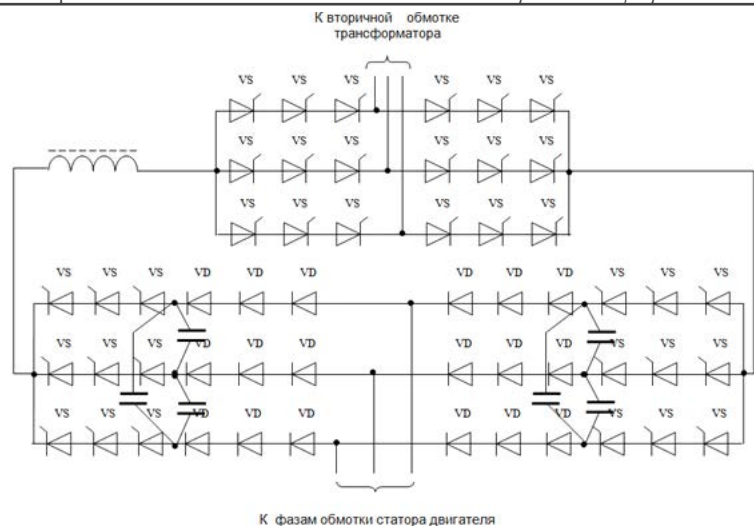 К вторичной обмотке
трансформатора
VS VS VS VS VS VS
VS VS VS VS VS VS
VS VS VS VS VS VS
VS VS VS VD VD VD VD VD VD VS VS VS
VS VS VS VD VD VD VD VD VD VS VS VS
VS VS VS VD VD VD VD VD VD VS VS VS
К фазам обмотки статора двигателя